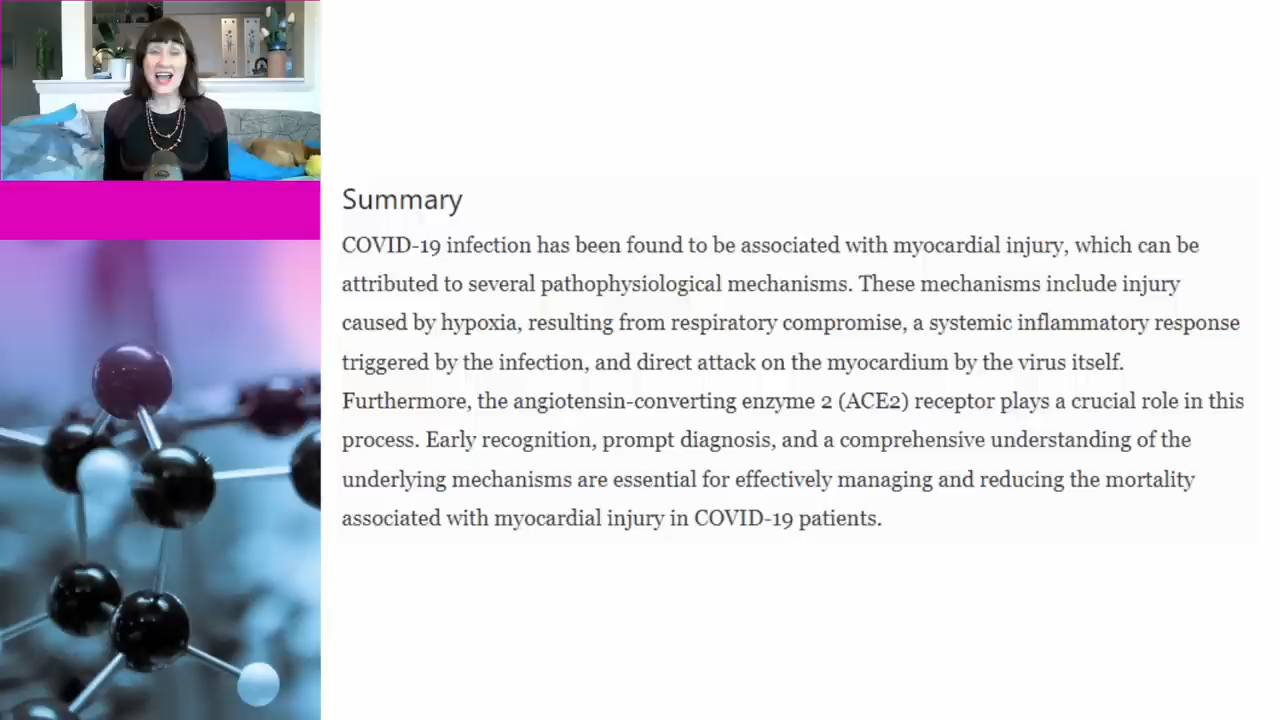 Summary
COVID-19 infection has been found to be associated with myocardial injury, which can be
attributed to several pathophysiological mechanisms. These mechanisms include injury
caused by hypoxia, resulting from respiratory compromise, a systemic inflammatory response
triggered by the infection, and direct attack on the myocardium by the virus itself.
Furthermore, the angiotensin-converting enzyme 2 (ACE2) receptor plays a crucial role in this
process. Early recognition, prompt diagnosis, and a comprehensive understanding of the
underlying mechanisms are essential for effectively managing and reducing the mortality
associated with myocardial injury in COVID-19 patients.